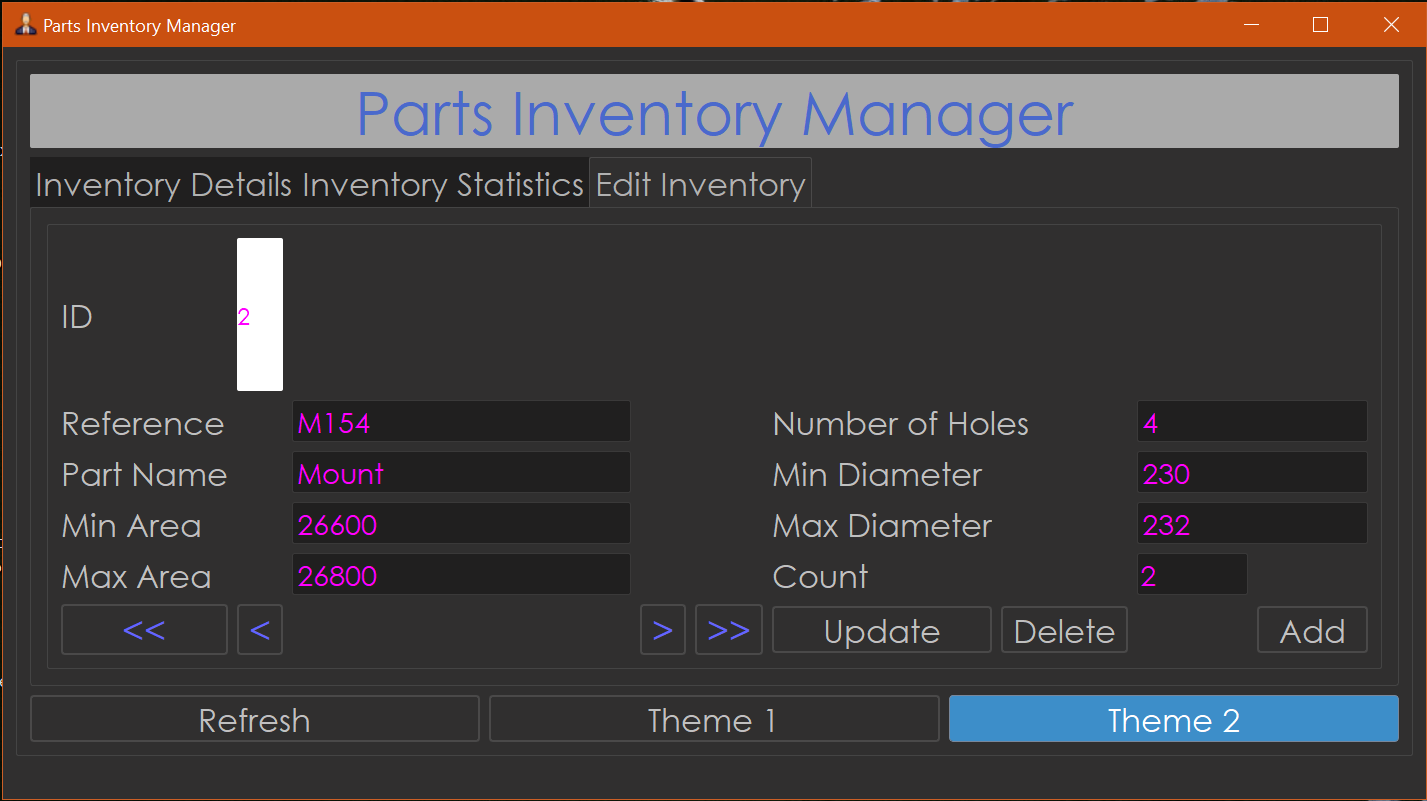 Parts Inventory Manager
Parts Inventory Manager
Inventory Details Inventory Statistics Edit Inventory
ID 2
Reference M154 Number of Holes 4
Part Name Mount Min Diameter 230
Min Area 26600 Max Diameter 232
Max Area 26800 Count 2
<< < > >> Update Delete Add
Refresh Theme 1 Theme 2